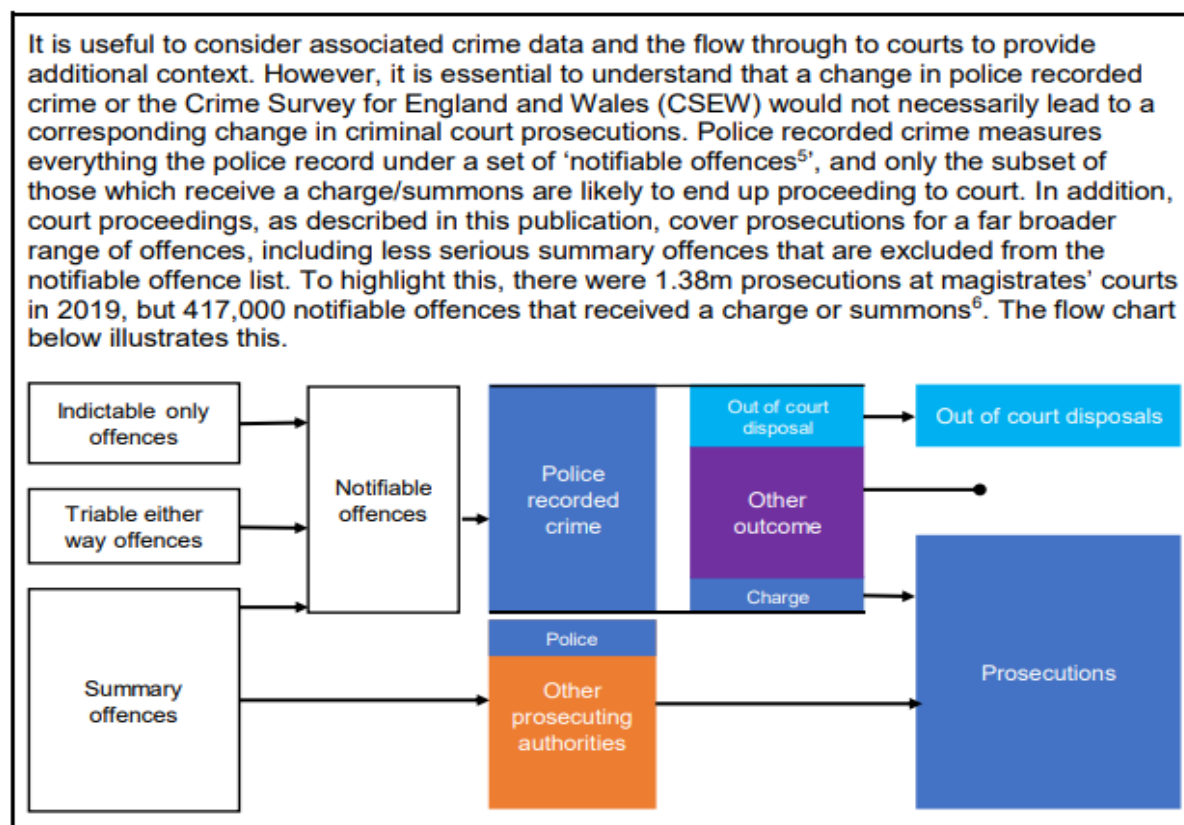 It is useful to consider associated crime data and the flow through to courts to provide
additional context. However, it is essential to understand that a change in police recorded
crime or the Crime Survey for England and Wales (CSEW) would not necessarily lead to a
corresponding change in criminal court prosecutions. Police recorded crime measures
everything the police record under a set of ‘notifiable offences⁵’, and only the subset of
those which receive a charge/summons are likely to end up proceeding to court. In addition,
court proceedings, as described in this publication, cover prosecutions for a far broader
range of offences, including less serious summary offences that are excluded from the
notifiable offence list. To highlight this, there were 1.38m prosecutions at magistrates’ courts
in 2019, but 417,000 notifiable offences that received a charge or summons⁶. The flow chart
below illustrates this.
Indictable only
offences
Triable either
way offences
Summary
offences
Notifiable
offences
Police
recorded
crime
Police
Other
prosecuting
authorities
Out of court
disposal
Other
outcome
Charge
Out of court disposals
Prosecutions